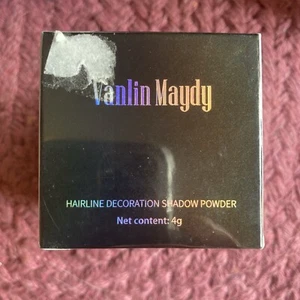 Vanlin Maydy
HAIRLINE DECORATION SHADOW POWDER
Net content: 4g